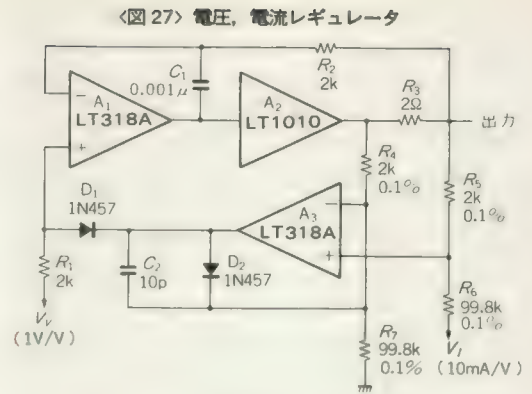 〈図 27〉 電圧，電流レギュレータ
C₁
0.001μ
R₂
2k
−
A₁
LT318A
+
A₂
LT1010
R₃
2Ω
出力
R₄
2k
0.1%
R₅
2k
0.1%
D₁
1N457
−
A₃
LT318A
+
R₁
2k
C₂
10p
D₂
1N457
R₆
99.8k
0.1%
V_V
(1V/V)
R₇
99.8k
0.1%
V_I
(10mA/V)